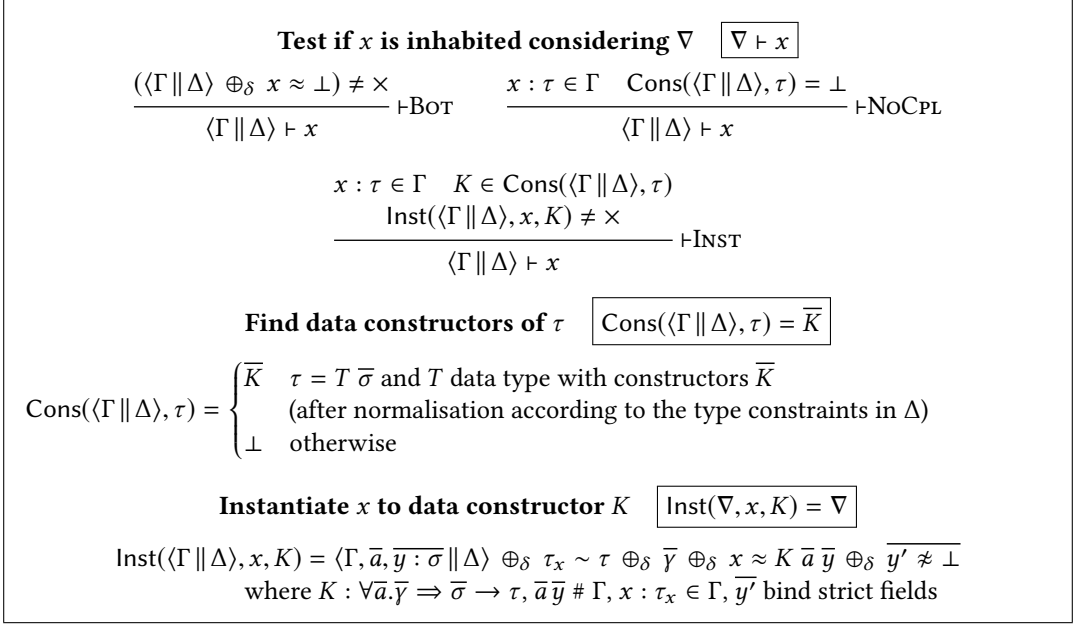 Test if x is inhabited considering ∇   ∇ ⊢ x
(⟨Γ ∥ Δ⟩ ⊕δ x ≈ ⊥) ≠ ×   x : τ ∈ Γ   Cons(⟨Γ ∥ Δ⟩, τ) = ⊥
⊢Bot   ⊢NoCpl
⟨Γ ∥ Δ⟩ ⊢ x   ⟨Γ ∥ Δ⟩ ⊢ x
x : τ ∈ Γ   K ∈ Cons(⟨Γ ∥ Δ⟩, τ)
Inst(⟨Γ ∥ Δ⟩, x, K) ≠ ×
⊢Inst
⟨Γ ∥ Δ⟩ ⊢ x
Find data constructors of τ   Cons(⟨Γ ∥ Δ⟩, τ) = K̅
Cons(⟨Γ ∥ Δ⟩, τ) = { K̅   τ = T σ̅ and T data type with constructors K̅
(after normalisation according to the type constraints in Δ)
⊥   otherwise
Instantiate x to data constructor K   Inst(∇, x, K) = ∇
Inst(⟨Γ ∥ Δ⟩, x, K) = ⟨Γ, a̅, y̅ ̅:̅ ̅σ̅ ∥ Δ⟩ ⊕δ τx ∼ τ ⊕δ γ̅ ⊕δ x ≈ K a̅ y̅ ⊕δ y̅′̅ ̅≉̅ ̅⊥̅
where K : ∀a̅.γ̅ ⇒ σ̅ → τ, a̅ y̅ # Γ, x : τx ∈ Γ, y̅′̅ bind strict fields